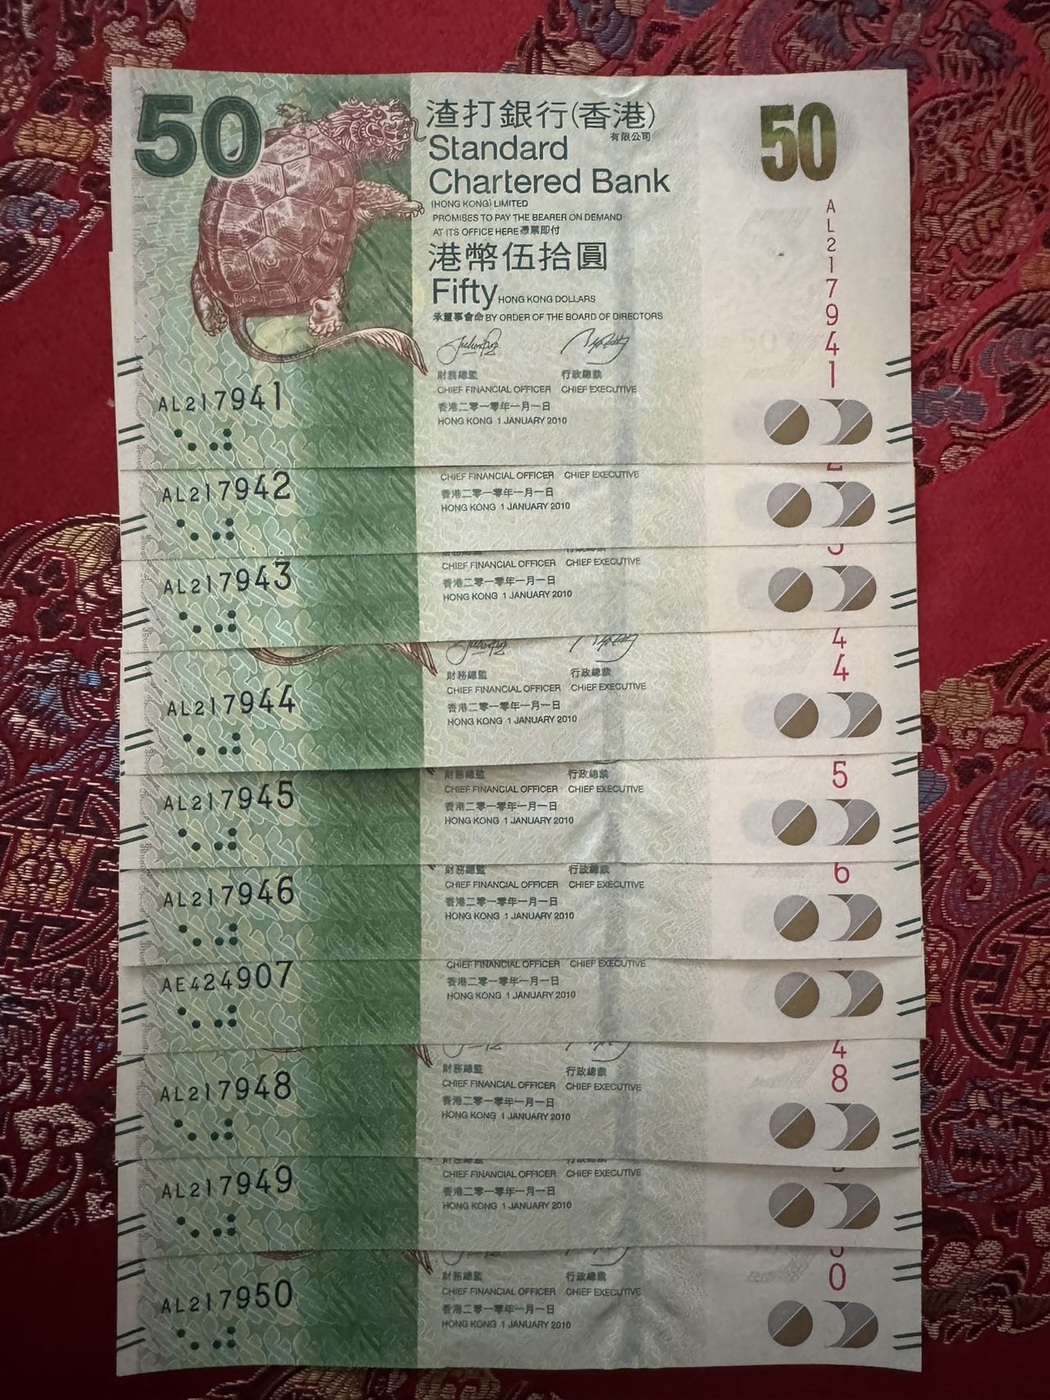 50
渣打銀行(香港)
有限公司
Standard
Chartered Bank
(HONG KONG) LIMITED
PROMISES TO PAY THE BEARER ON DEMAND
AT ITS OFFICE HERE 憑票即付
港幣伍拾圓
Fifty HONG KONG DOLLARS
承董事會命 BY ORDER OF THE BOARD OF DIRECTORS
財務總監 行政總裁
CHIEF FINANCIAL OFFICER CHIEF EXECUTIVE
香港二零一零年一月一日
HONG KONG 1 JANUARY 2010
50
AL217941
AL217941
CHIEF FINANCIAL OFFICER CHIEF EXECUTIVE
香港二零一零年一月一日
HONG KONG 1 JANUARY 2010
AL217942
CHIEF FINANCIAL OFFICER CHIEF EXECUTIVE
香港二零一零年一月一日
HONG KONG 1 JANUARY 2010
AL217943
財務總監 行政總裁
CHIEF FINANCIAL OFFICER CHIEF EXECUTIVE
香港二零一零年一月一日
HONG KONG 1 JANUARY 2010
AL217944
4
4
財務總監 行政總裁
CHIEF FINANCIAL OFFICER CHIEF EXECUTIVE
香港二零一零年一月一日
HONG KONG 1 JANUARY 2010
AL217945
5
財務總監 行政總裁
CHIEF FINANCIAL OFFICER CHIEF EXECUTIVE
香港二零一零年一月一日
HONG KONG 1 JANUARY 2010
AL217946
6
CHIEF FINANCIAL OFFICER CHIEF EXECUTIVE
香港二零一零年一月一日
HONG KONG 1 JANUARY 2010
AE424907
財務總監 行政總裁
CHIEF FINANCIAL OFFICER CHIEF EXECUTIVE
香港二零一零年一月一日
HONG KONG 1 JANUARY 2010
AL217948
4
8
CHIEF FINANCIAL OFFICER CHIEF EXECUTIVE
香港二零一零年一月一日
HONG KONG 1 JANUARY 2010
AL217949
財務總監 行政總裁
CHIEF FINANCIAL OFFICER CHIEF EXECUTIVE
香港二零一零年一月一日
HONG KONG 1 JANUARY 2010
AL217950
0